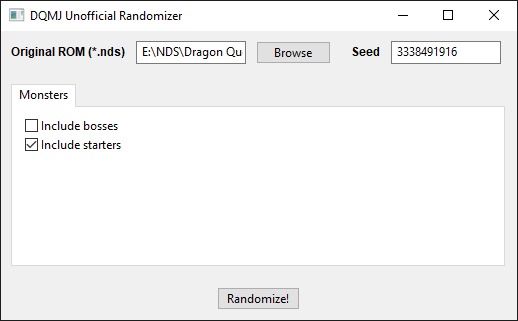 DQMJ Unofficial Randomizer
Original ROM (*.nds) E:\NDS\Dragon Qu Browse Seed 3338491916
Monsters
Include bosses
Include starters
Randomize!